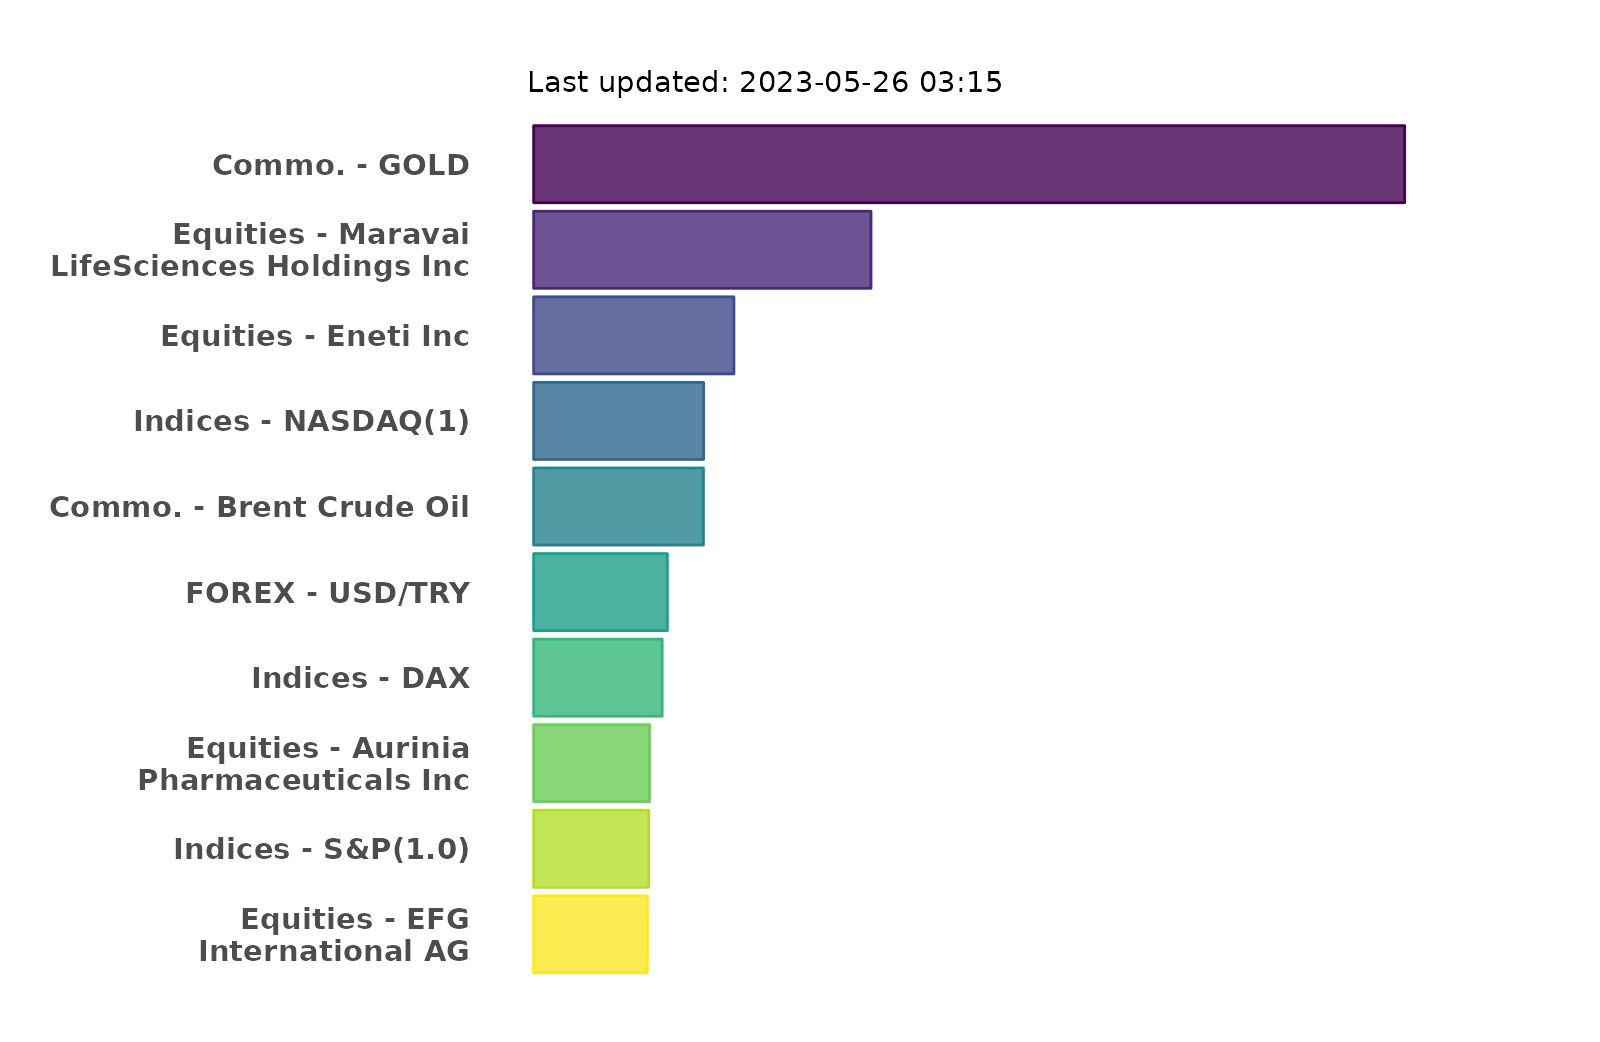 Last updated: 2023-05-26 03:15
Commo. - GOLD
Equities - Maravai
LifeSciences Holdings Inc
Equities - Eneti Inc
Indices - NASDAQ(1)
Commo. - Brent Crude Oil
FOREX - USD/TRY
Indices - DAX
Equities - Aurinia
Pharmaceuticals Inc
Indices - S&P(1.0)
Equities - EFG
International AG